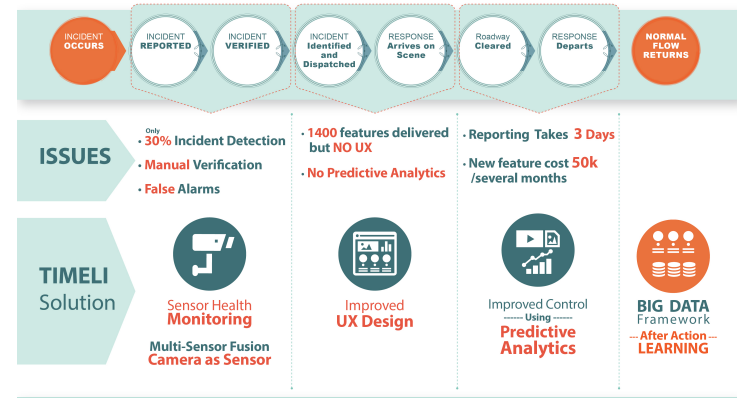 INCIDENT
OCCURS
INCIDENT
REPORTED
INCIDENT
VERIFIED
INCIDENT
Identified
and
Dispatched
RESPONSE
Arrives on
Scene
Roadway
Cleared
RESPONSE
Departs
NORMAL
FLOW
RETURNS
ISSUES
Only
• 30% Incident Detection
• Manual Verification
• False Alarms
• 1400 features delivered
but NO UX
• No Predictive Analytics
• Reporting Takes 3 Days
• New feature cost 50k
/several months
TIMELI
Solution
Sensor Health
Monitoring
Multi-Sensor Fusion
Camera as Sensor
Improved
UX Design
Improved Control
------ Using ------
Predictive
Analytics
BIG DATA
Framework
--- After Action ---
LEARNING